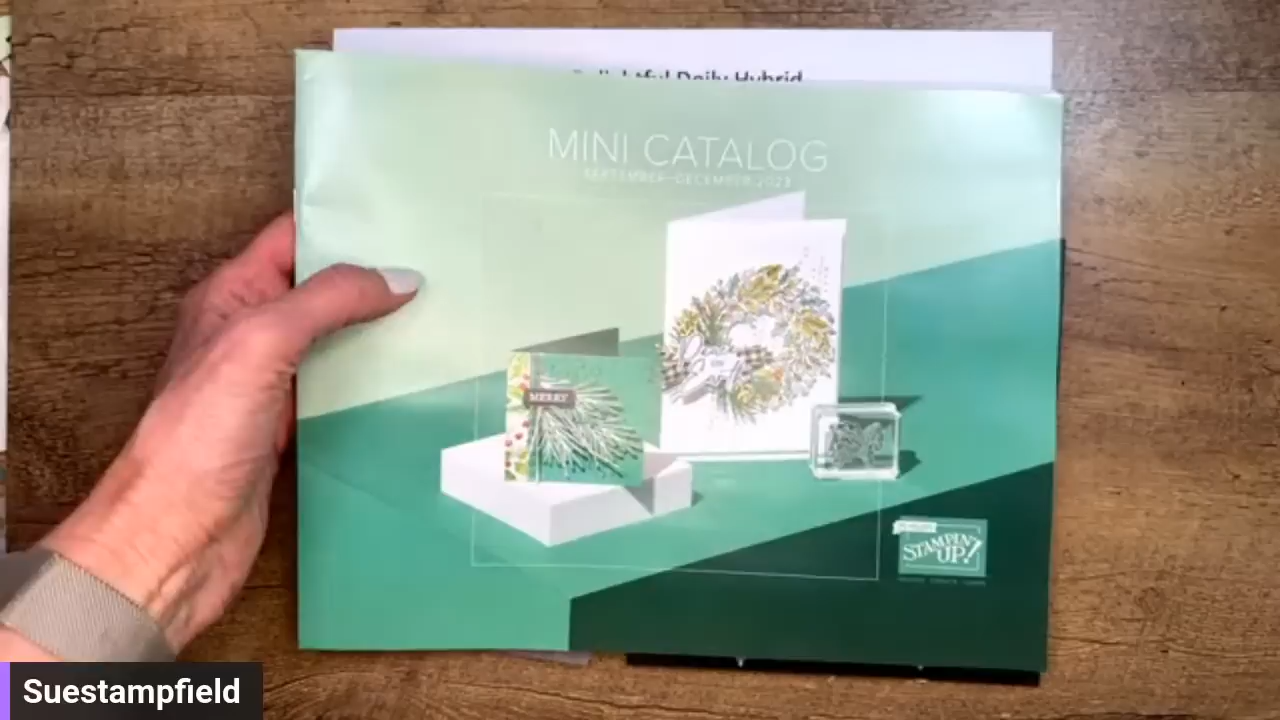 Delightful Daily Hybrid
MINI CATALOG
SEPTEMBER–DECEMBER 2023
MERRY
STAMPIN'
UP!
Suestampfield